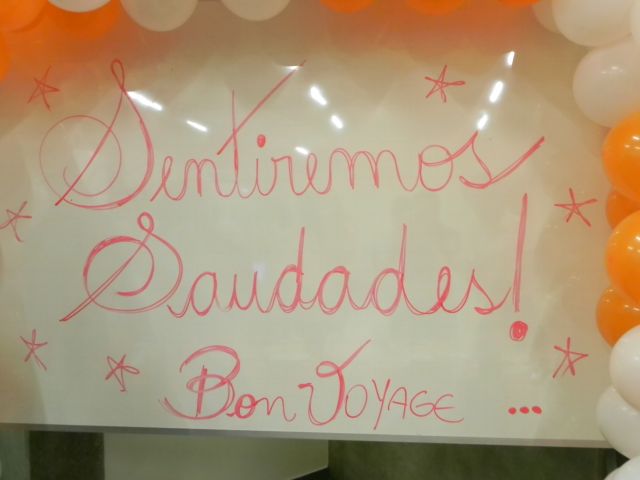 Sentiremos
Saudades!
Bon Voyage ...